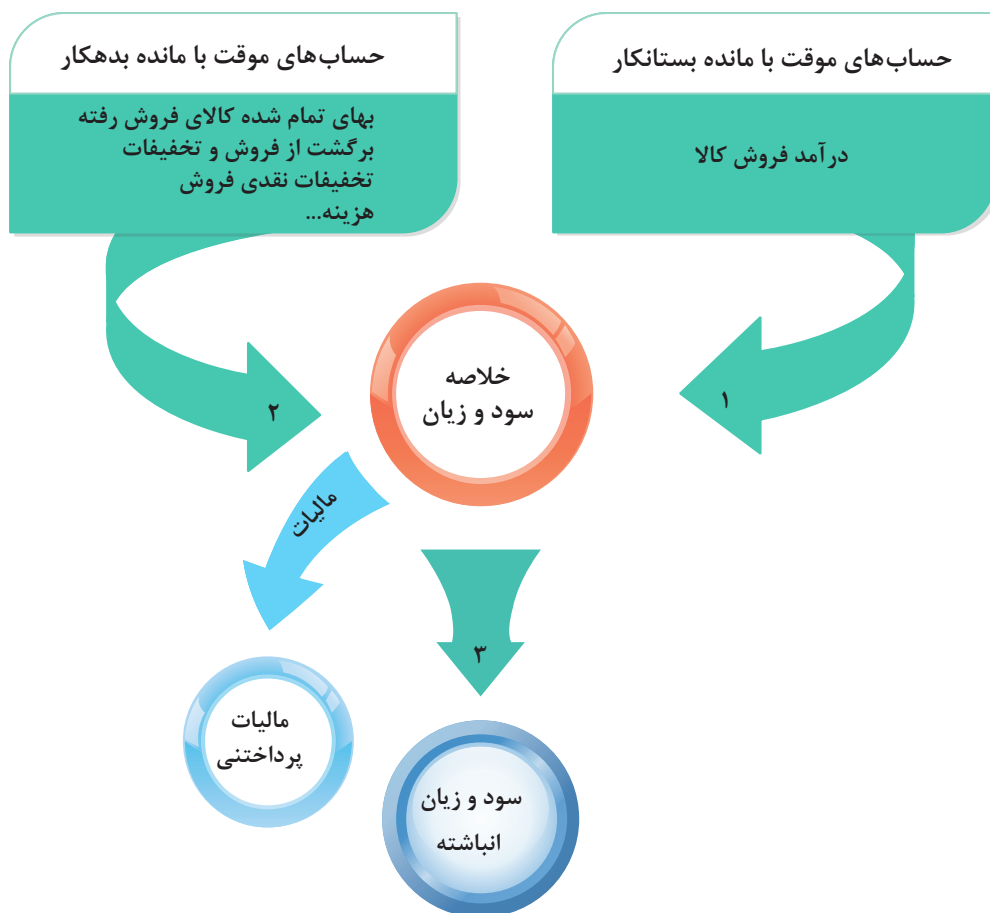 حساب‌های موقت با مانده بستانکار
درآمد فروش کالا
حساب‌های موقت با مانده بدهکار
بهای تمام شده کالای فروش رفته
برگشت از فروش و تخفیفات
تخفیفات نقدی فروش
هزینه...
۱
۲
خلاصه
سود و زیان
مالیات
۳
مالیات
پرداختنی
سود و زیان
انباشته